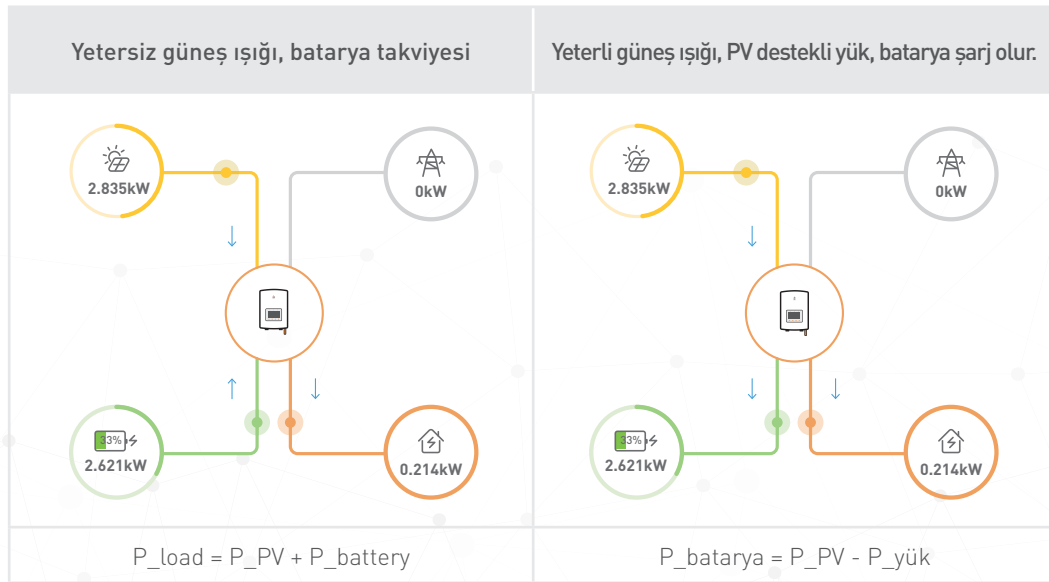 Yetersiz güneş ışığı, batarya takviyesi
Yeterli güneş ışığı, PV destekli yük, batarya şarj olur.
2.835kW
0kW
2.835kW
0kW
33%
2.621kW
0.214kW
33%
2.621kW
0.214kW
P_load = P_PV + P_battery
P_batarya = P_PV - P_yük